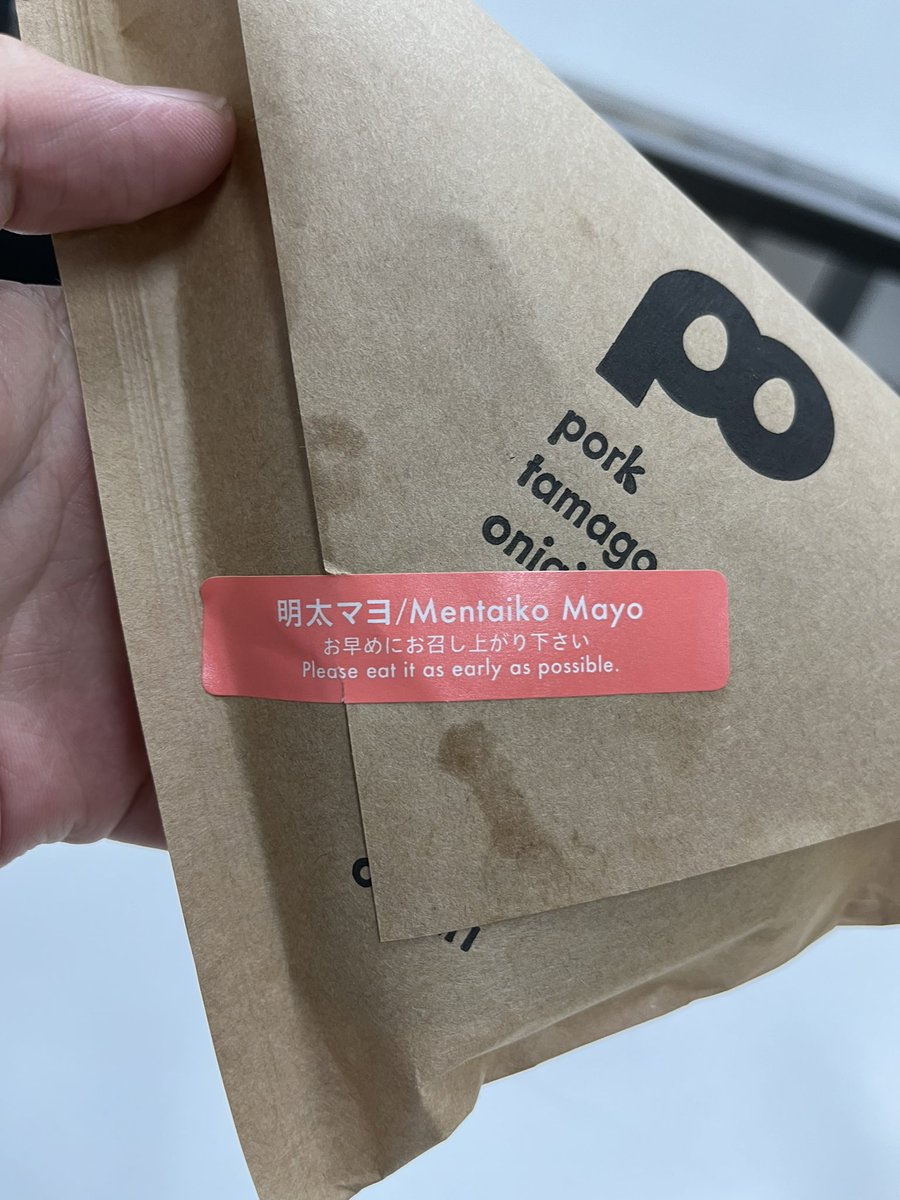 po
pork
tamago
明太マヨ/Mentaiko Mayo
お早めにお召し上がり下さい
Please eat it as early as possible.